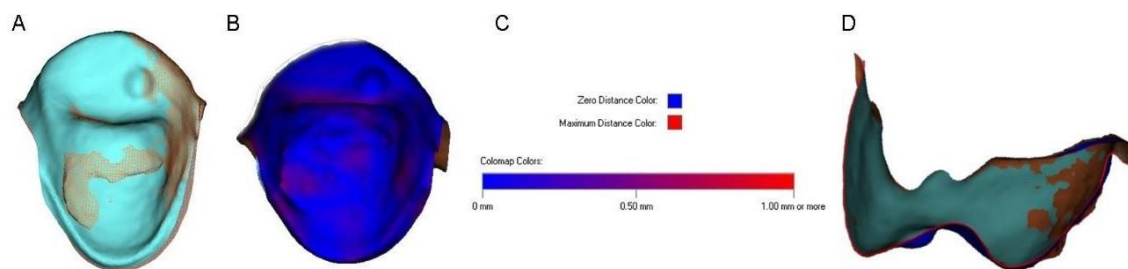 A
B
C
D
Zero Distance Color:
Maximum Distance Color:
Colomap Colors:
0 mm
0.50 mm
1.00 mm or more